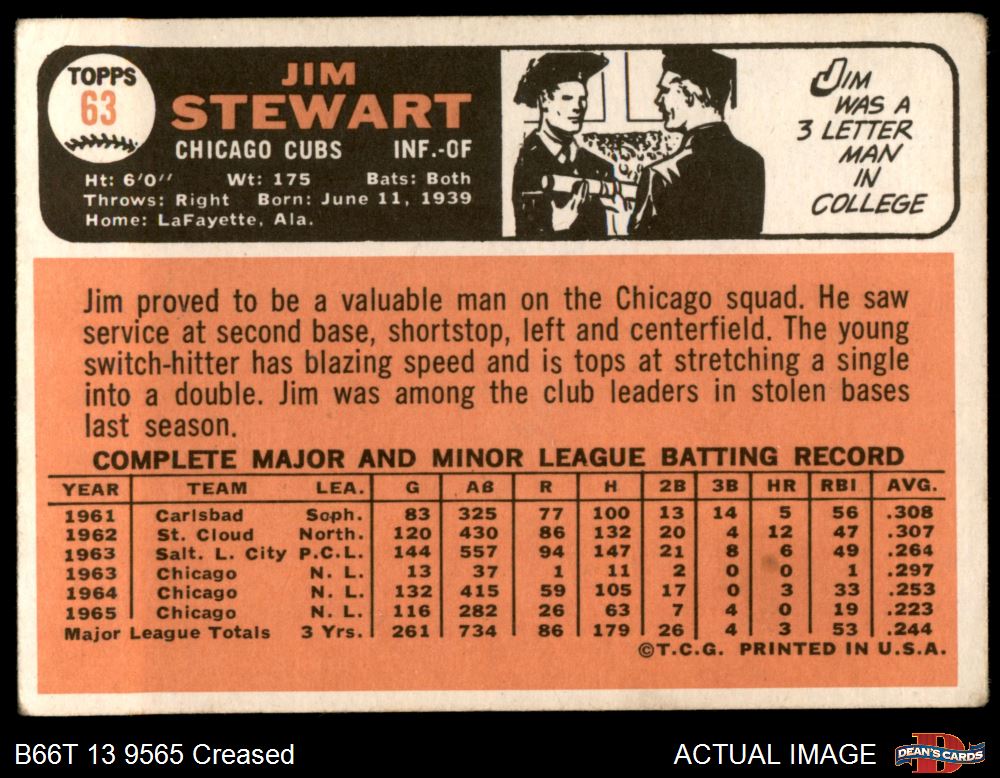 TOPPS
63
JIM
STEWART
CHICAGO CUBS INF.-OF
Ht: 6'0" Wt: 175 Bats: Both
Throws: Right Born: June 11, 1939
Home: LaFayette, Ala.
JIM
WAS A
3 LETTER
MAN
IN
COLLEGE
Jim proved to be a valuable man on the Chicago squad. He saw
service at second base, shortstop, left and centerfield. The young
switch-hitter has blazing speed and is tops at stretching a single
into a double. Jim was among the club leaders in stolen bases
last season.
COMPLETE MAJOR AND MINOR LEAGUE BATTING RECORD
YEAR TEAM LEA. G AB R H 2B 3B HR RBI AVG.
1961 Carlsbad Soph. 83 325 77 100 13 14 5 56 .308
1962 St. Cloud North. 120 430 86 132 20 4 12 47 .307
1963 Salt. L. City P.C.L. 144 557 94 147 21 8 6 49 .264
1963 Chicago N. L. 13 37 1 11 2 0 0 1 .297
1964 Chicago N. L. 132 415 59 105 17 0 3 33 .253
1965 Chicago N. L. 116 282 26 63 7 4 0 19 .223
Major League Totals 3 Yrs. 261 734 86 179 26 4 3 53 .244
©T.C.G. PRINTED IN U.S.A.
B66T 13 9565 Creased
ACTUAL IMAGE
DEAN'S CARDS